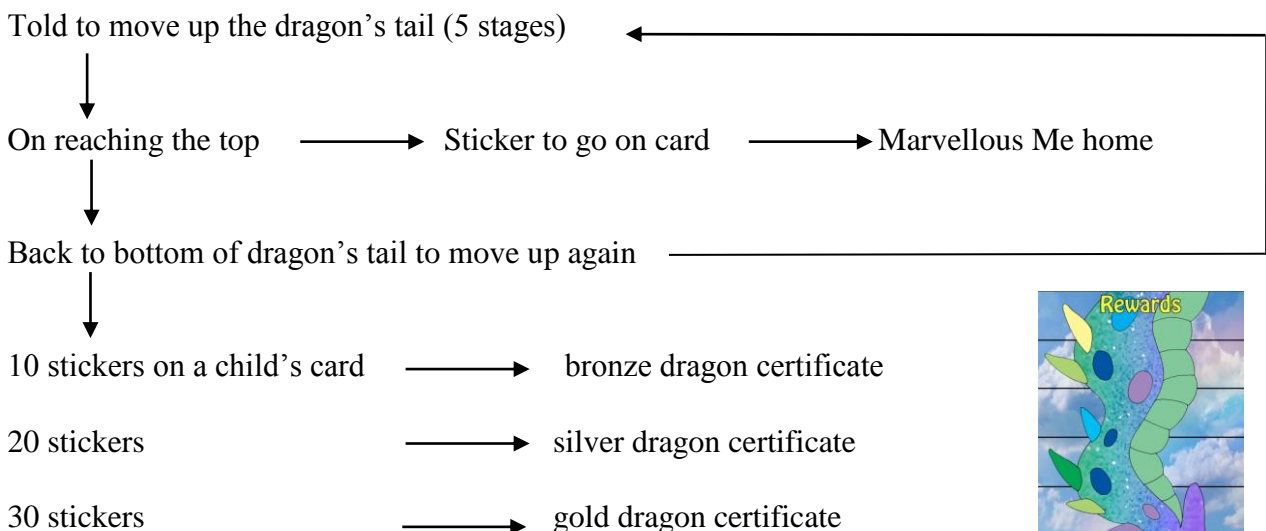 Told to move up the dragon’s tail (5 stages)
On reaching the top Sticker to go on card Marvellous Me home
Back to bottom of dragon’s tail to move up again
Rewards
10 stickers on a child’s card bronze dragon certificate
20 stickers silver dragon certificate
30 stickers gold dragon certificate